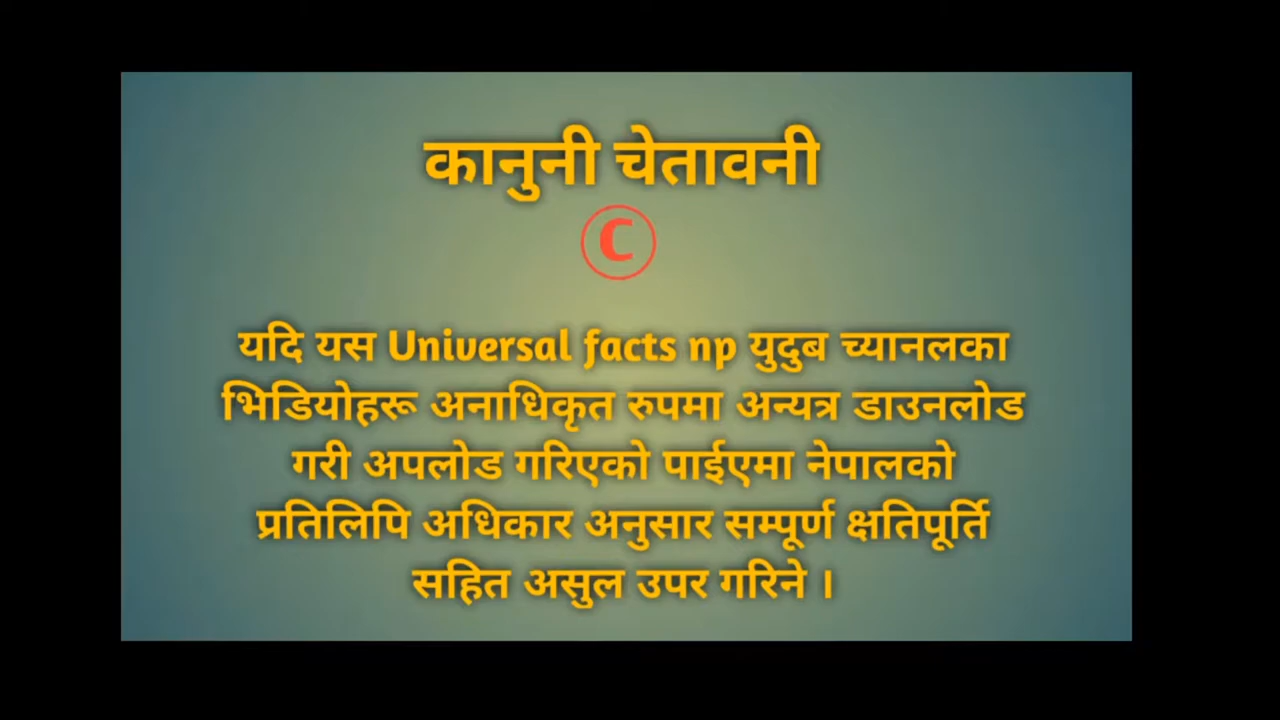 कानुनी चेतावनी
C
यदि यस Universal facts np युदुब च्यानलका
भिडियोहरू अनाधिकृत रुपमा अन्यत्र डाउनलोड
गरी अपलोड गरिएको पाईएमा नेपालको
प्रतिलिपि अधिकार अनुसार सम्पूर्ण क्षतिपूर्ति
सहित असुल उपर गरिने ।